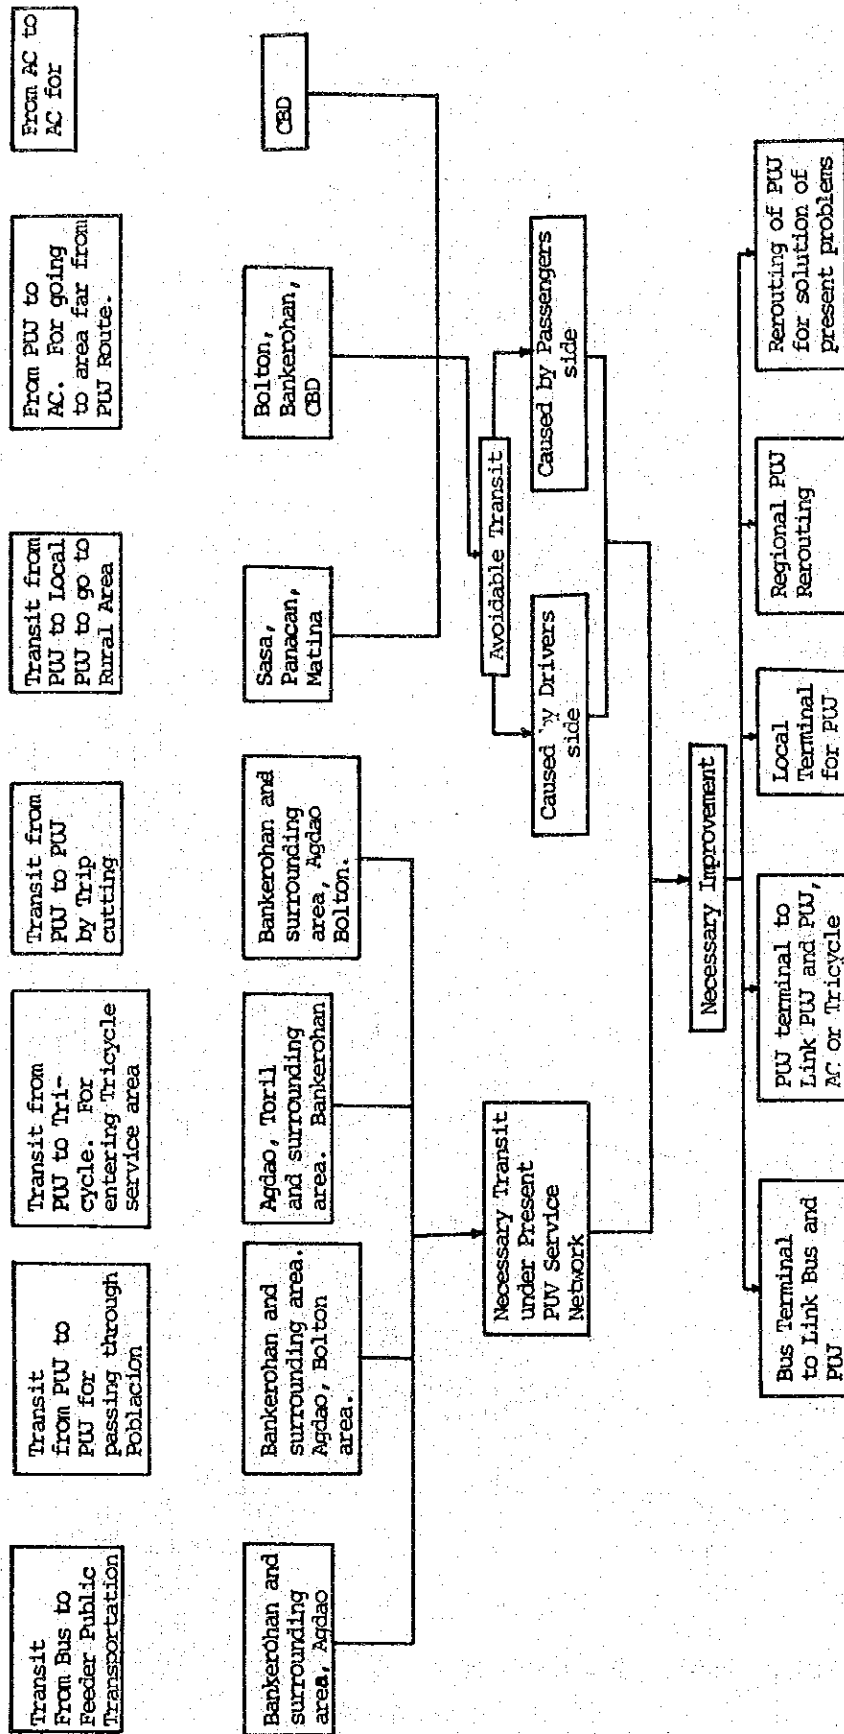 Transit
From Bus to
Feeder Public
Transportation
Transit
from PUJ to
PUJ for
passing through
Poblacion
Transit from
PUJ to Tri-
cycle. For
entering Tricycle
service area
Transit from
PUJ to PUJ
by Trip
cutting
Transit from
PUJ to Local
PUJ to go to
Rural Area
From PUJ to
AC. For going
to area far from
PUJ Route.
From AC to
AC for
Bankerohan and
surrounding
area, Agdao
Bankerohan and
surrounding area.
Agdao, Bolton
area.
Agdao, Toril
and surrounding
area. Bankerohan
Bankerohan and
surrounding
area, Agdao
Bolton.
Sasa,
Panacan,
Matina
Bolton,
Bankerohan,
CBD
CBD
Necessary Transit
under Present
PUV Service
Network
Avoidable Transit
Caused by Drivers
side
Caused by Passengers
side
Necessary Improvement
Bus Terminal
to Link Bus and
PUJ
PUJ terminal to
Link PUJ and PUJ,
AC or Tricycle
Local
Terminal
for PUJ
Regional PUJ
Rerouting
Rerouting of PUJ
for solution of
present problems